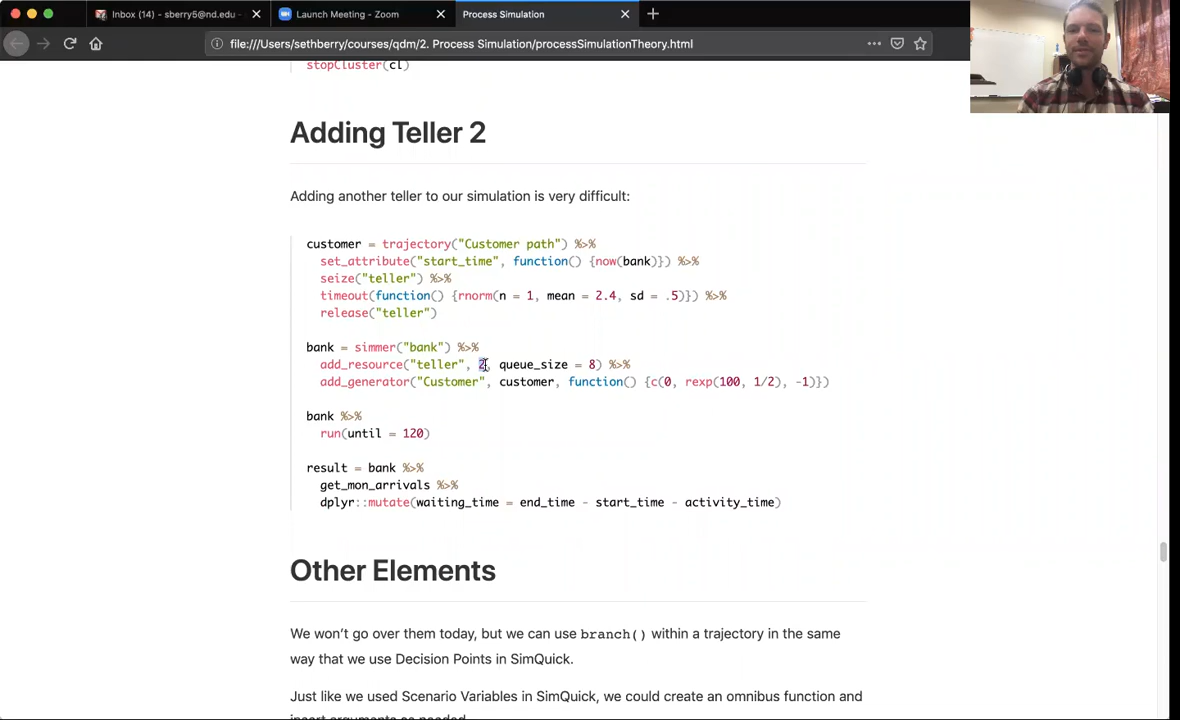 Inbox (14) - sberry5@nd.edu -
Launch Meeting - Zoom
Process Simulation
file:///Users/sethberry/courses/qdm/2. Process Simulation/processSimulationTheory.html
stopCluster(cl)
Adding Teller 2
Adding another teller to our simulation is very difficult:
customer = trajectory("Customer path") %>%
set_attribute("start_time", function() {now(bank)}) %>%
seize("teller") %>%
timeout(function() {rnorm(n = 1, mean = 2.4, sd = .5)}) %>%
release("teller")
bank = simmer("bank") %>%
add_resource("teller", 2, queue_size = 8) %>%
add_generator("Customer", customer, function() {c(0, rexp(100, 1/2), -1)})
bank %>%
run(until = 120)
result = bank %>%
get_mon_arrivals %>%
dplyr::mutate(waiting_time = end_time - start_time - activity_time)
Other Elements
We won't go over them today, but we can use branch() within a trajectory in the same
way that we use Decision Points in SimQuick.
Just like we used Scenario Variables in SimQuick, we could create an omnibus function and
insert arguments as needed